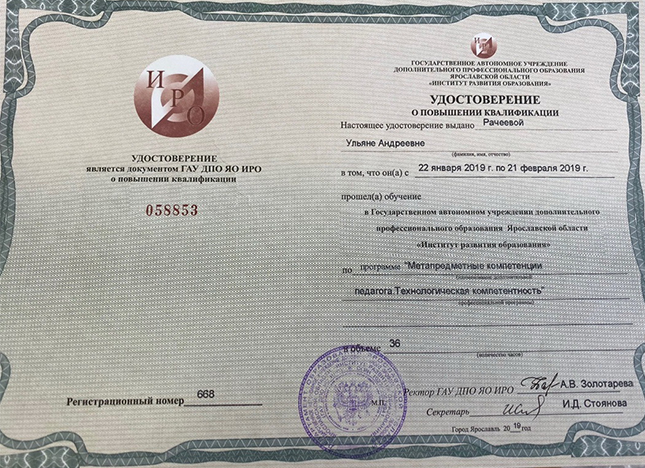 ИРО
УДОСТОВЕРЕНИЕ
является документом ГАУ ДПО ЯО ИРО
о повышении квалификации
058853
Регистрационный номер 668
ГОСУДАРСТВЕННОЕ АВТОНОМНОЕ УЧРЕЖДЕНИЕ
ДОПОЛНИТЕЛЬНОГО ПРОФЕССИОНАЛЬНОГО ОБРАЗОВАНИЯ
ЯРОСЛАВСКОЙ ОБЛАСТИ
«ИНСТИТУТ РАЗВИТИЯ ОБРАЗОВАНИЯ»
УДОСТОВЕРЕНИЕ
О ПОВЫШЕНИИ КВАЛИФИКАЦИИ
Настоящее удостоверение выдано Рачеевой
Ульяне Андреевне
(фамилия, имя, отчество)
в том, что он(а) с 22 января 2019 г. по 21 февраля 2019 г.
прошел(а) обучение
в Государственном автономном учреждении дополнительного
профессионального образования Ярославской области
«Институт развития образования»
по программе "Метапредметные компетенции
педагога.Технологическая компетентность"
в объеме 36
(количество часов)
М.П.
Ректор ГАУ ДПО ЯО ИРО А.В. Золотарева
Секретарь И.Д. Стоянова
Город Ярославль 2019 год